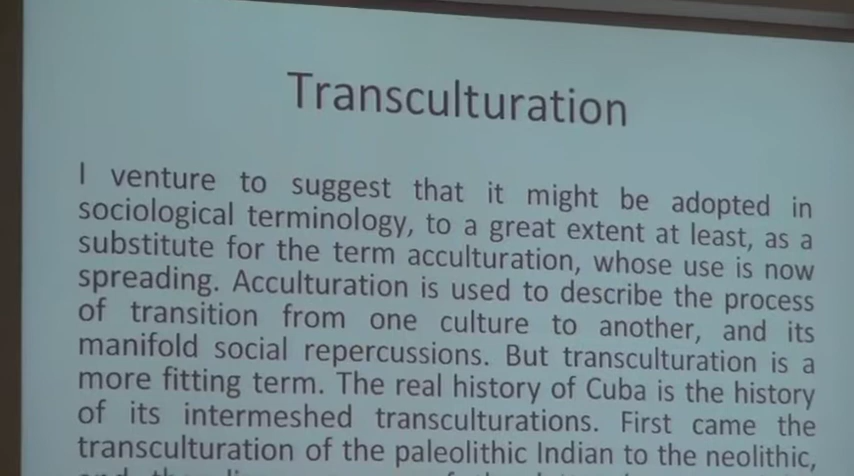 Transculturation
I venture to suggest that it might be adopted in
sociological terminology, to a great extent at least, as a
substitute for the term acculturation, whose use is now
spreading. Acculturation is used to describe the process
of transition from one culture to another, and its
manifold social repercussions. But transculturation is a
more fitting term. The real history of Cuba is the history
of its intermeshed transculturations. First came the
transculturation of the paleolithic Indian to the neolithic,